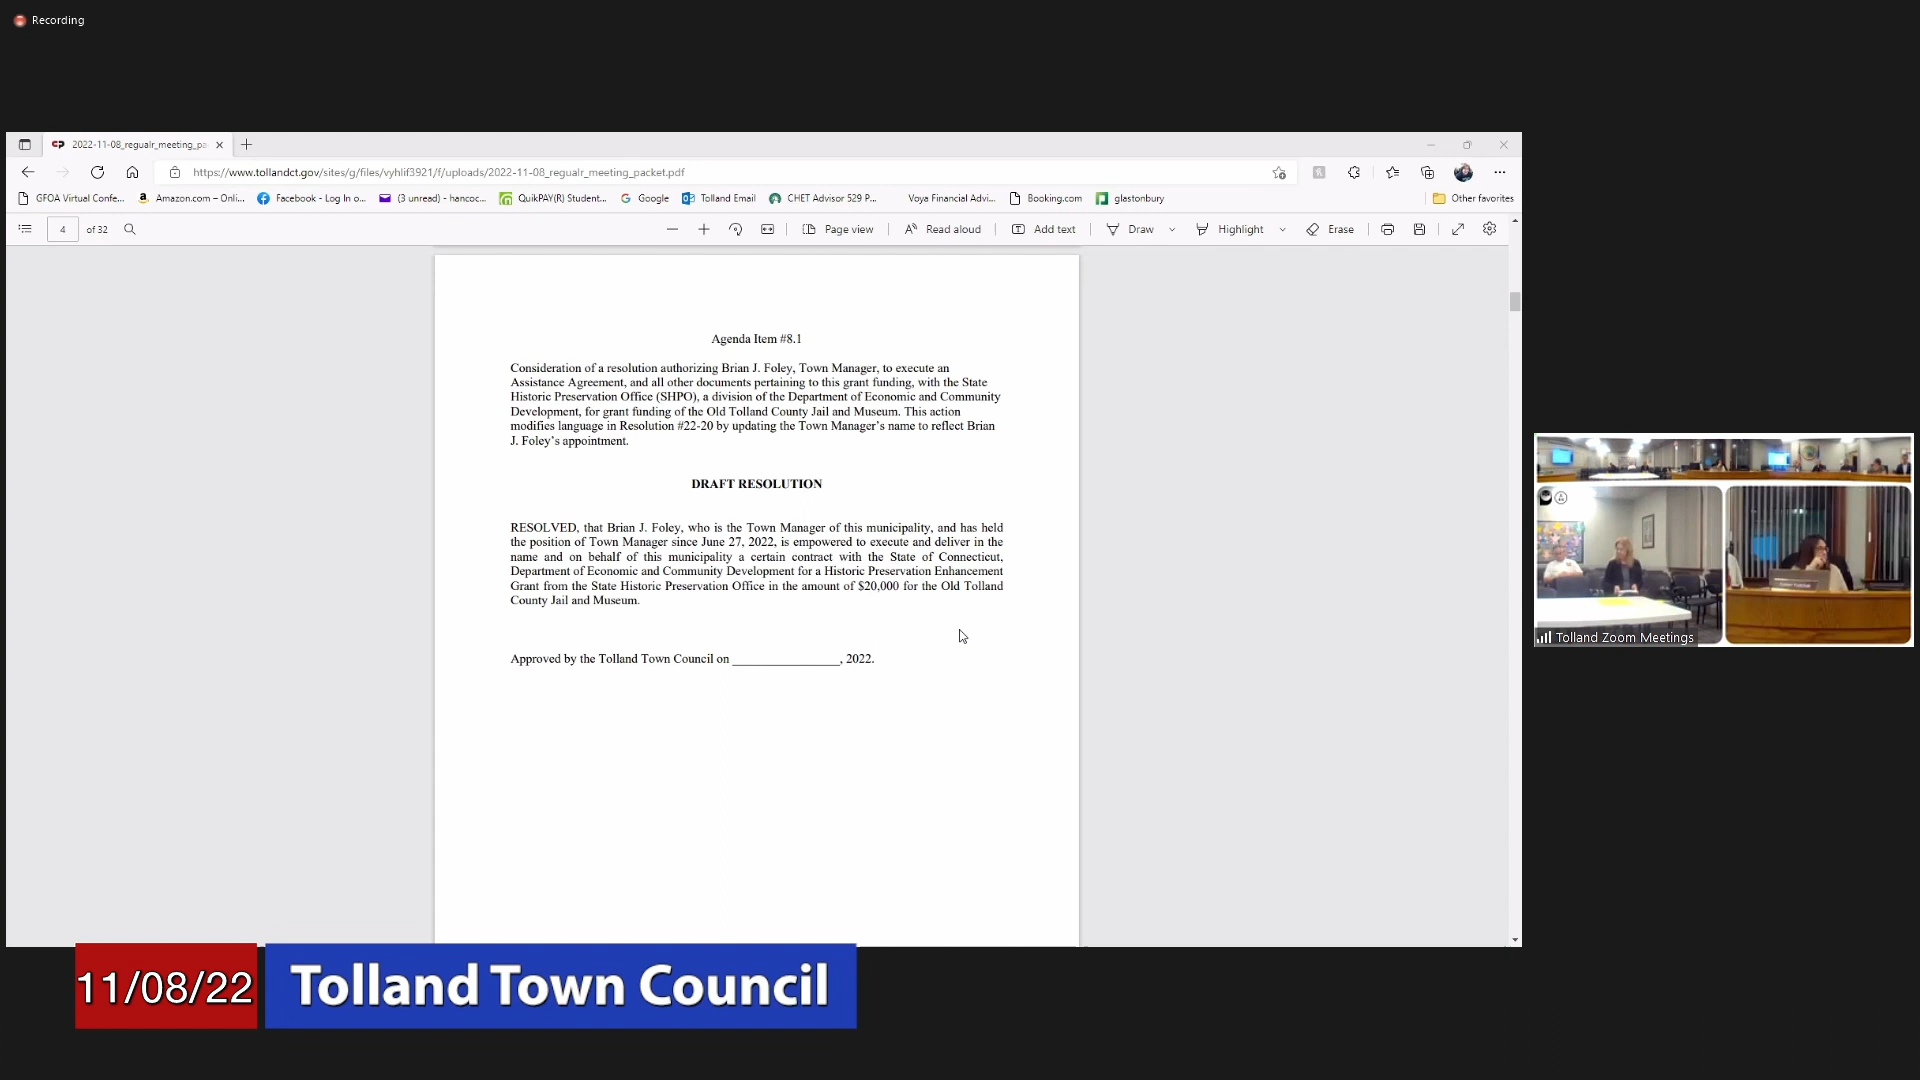 Recording
2022-11-08_regualr_meeting_pa
https://www.tollandct.gov/sites/g/files/vyhlif3921/f/uploads/2022-11-08_regualr_meeting_packet.pdf
GFOA Virtual Confe... Amazon.com – Onli... Facebook - Log In o... (3 unread) - hancoc... QuikPAY(R) Student... Google Tolland Email CHET Advisor 529 P... Voya Financial Advi... Booking.com glastonbury Other favorites
4 of 32 Page view Read aloud Add text Draw Highlight Erase
Agenda Item #8.1
Consideration of a resolution authorizing Brian J. Foley, Town Manager, to execute an
Assistance Agreement, and all other documents pertaining to this grant funding, with the State
Historic Preservation Office (SHPO), a division of the Department of Economic and Community
Development, for grant funding of the Old Tolland County Jail and Museum. This action
modifies language in Resolution #22-20 by updating the Town Manager's name to reflect Brian
J. Foley's appointment.
DRAFT RESOLUTION
RESOLVED, that Brian J. Foley, who is the Town Manager of this municipality, and has held
the position of Town Manager since June 27, 2022, is empowered to execute and deliver in the
name and on behalf of this municipality a certain contract with the State of Connecticut,
Department of Economic and Community Development for a Historic Preservation Enhancement
Grant from the State Historic Preservation Office in the amount of $20,000 for the Old Tolland
County Jail and Museum.
Approved by the Tolland Town Council on _________________, 2022.
Tolland Zoom Meetings
11/08/22 Tolland Town Council